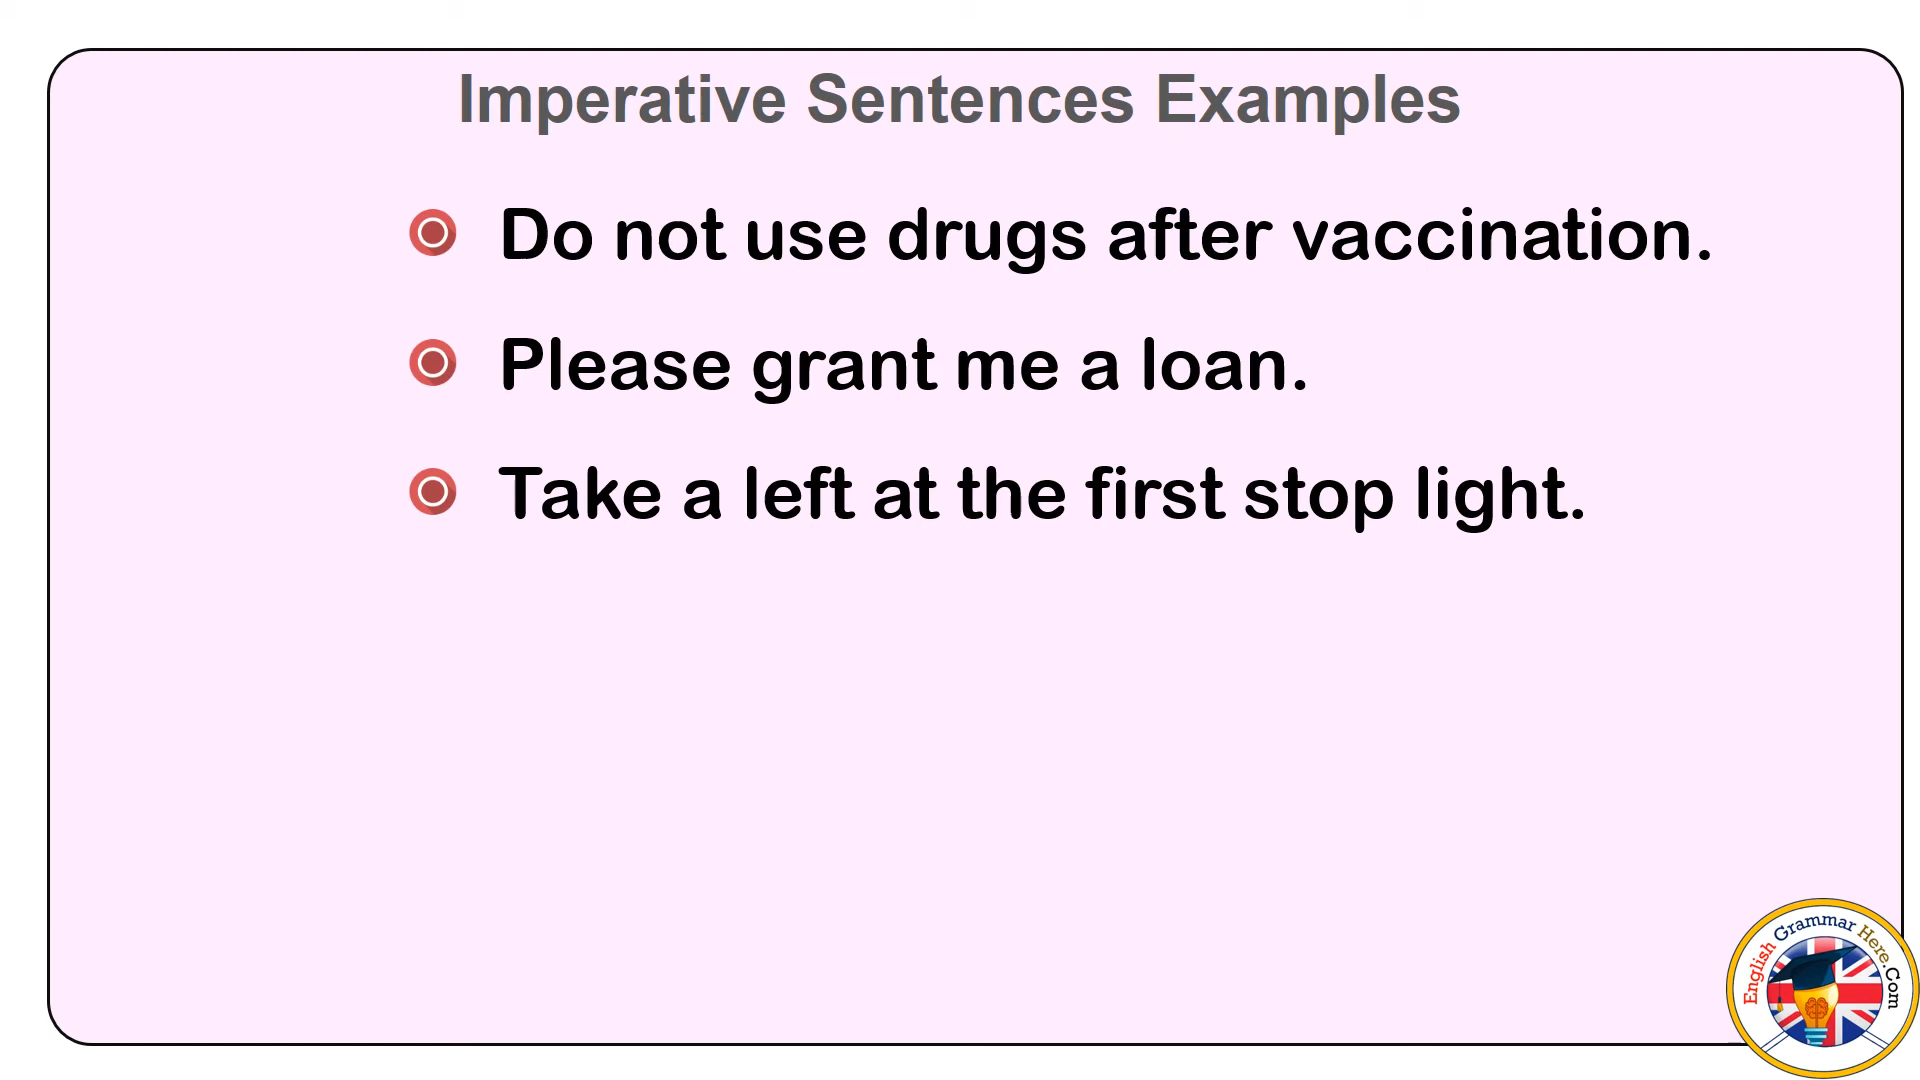 Imperative Sentences Examples
Do not use drugs after vaccination.
Please grant me a loan.
Take a left at the first stop light.
English Grammar Here.Com